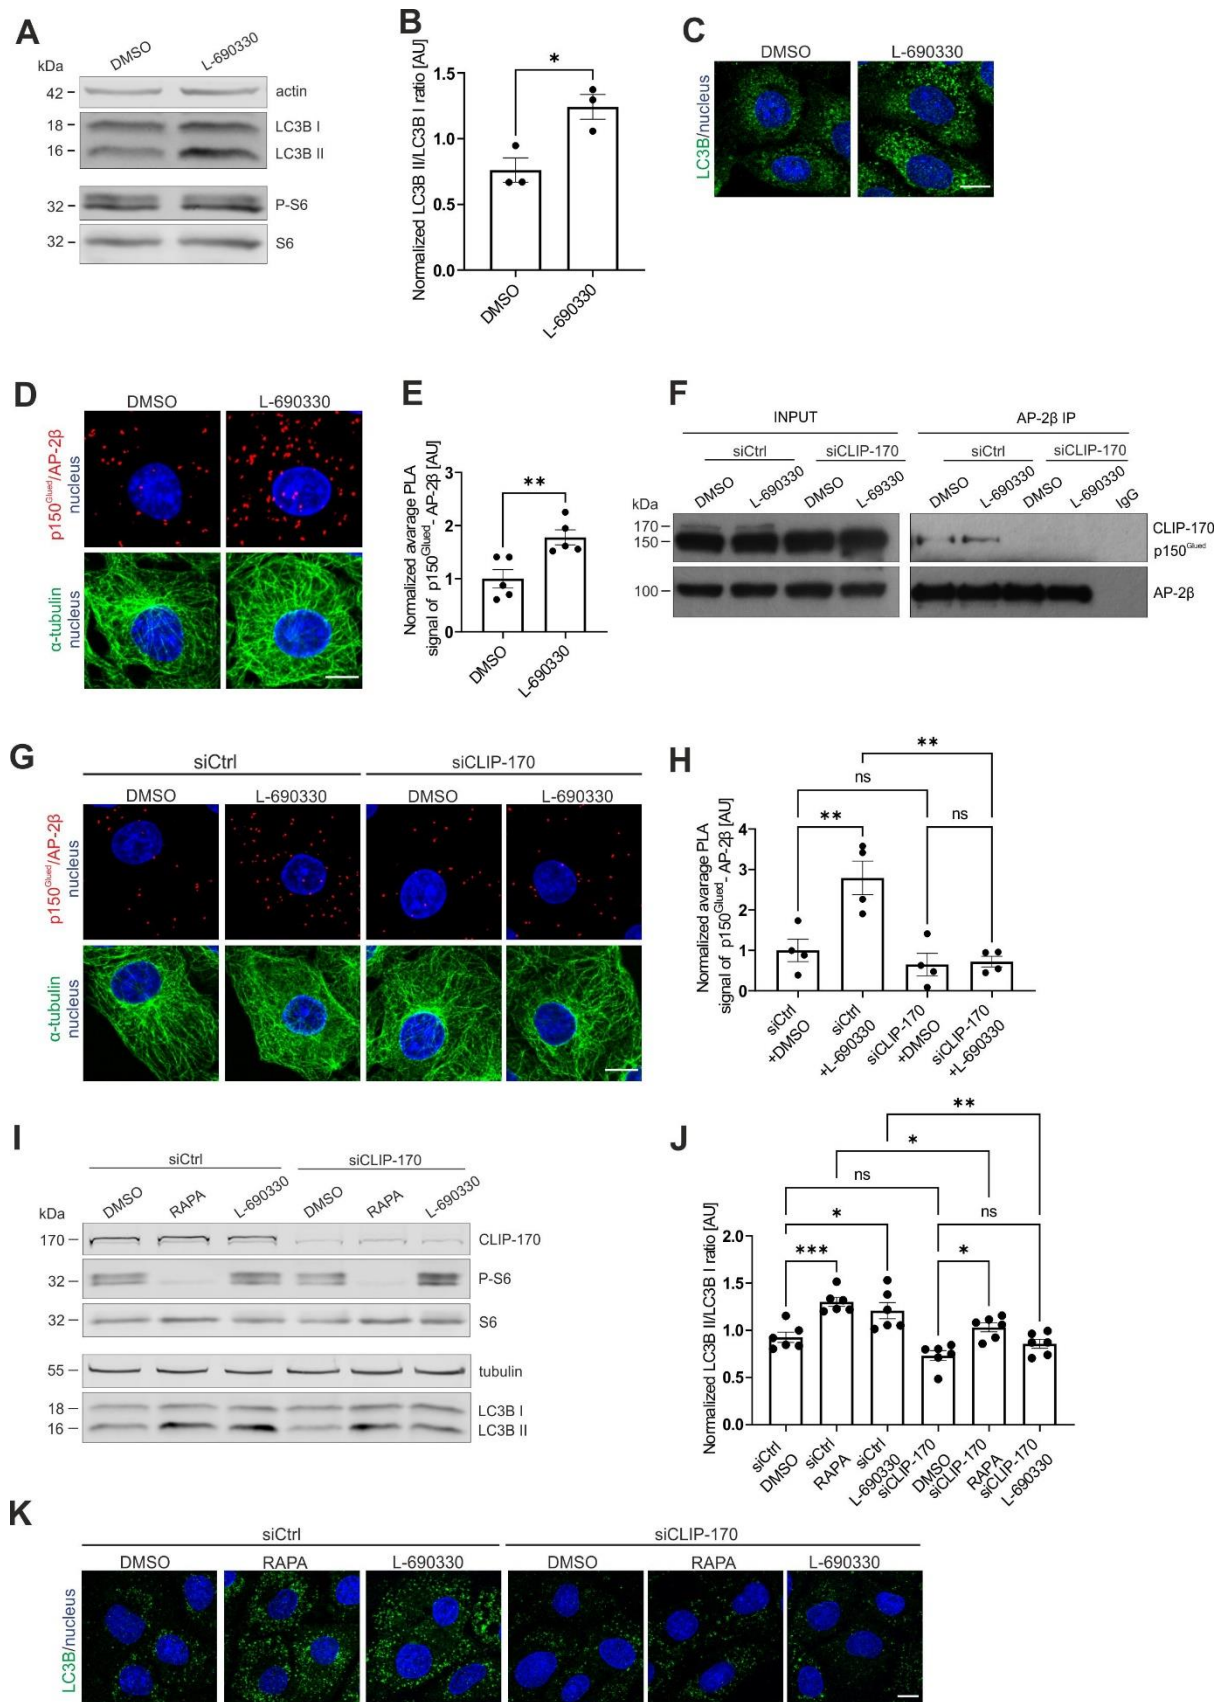 A
DMSO
L-690330
kDa
42
actin
18
LC3B I
16
LC3B II
32
P-S6
32
S6
B
Normalized LC3B II/LC3B I ratio [AU]
1.5
1.0
0.5
0.0
*
DMSO
L-690330
C
DMSO
L-690330
LC3B/nucleus
D
DMSO
L-690330
p150Glued/AP-2β
nucleus
α-tubulin
nucleus
E
Normalized avarage PLA
signal of p150Glued- AP-2β [AU]
3
2
1
0
**
DMSO
L-690330
F
INPUT
AP-2β IP
siCtrl
siCLIP-170
siCtrl
siCLIP-170
DMSO
L-690330
DMSO
L-69330
DMSO
L-690330
DMSO
L-690330
IgG
kDa
170
150
CLIP-170
p150Glued
100
AP-2β
G
siCtrl
siCLIP-170
DMSO
L-690330
DMSO
L-690330
p150Glued/AP-2β
nucleus
α-tubulin
nucleus
H
Normalized avarage PLA
signal of p150Glued- AP-2β [AU]
4
3
2
1
0
**
ns
**
ns
siCtrl
+DMSO
siCtrl
+L-690330
siCLIP-170
+DMSO
siCLIP-170
+L-690330
I
siCtrl
siCLIP-170
DMSO
RAPA
L-690330
DMSO
RAPA
L-690330
kDa
170
CLIP-170
32
P-S6
32
S6
55
tubulin
18
LC3B I
16
LC3B II
J
Normalized LC3B II/LC3B I ratio [AU]
2.0
1.5
1.0
0.5
0.0
**
*
ns
*
ns
***
*
siCtrl
DMSO
siCtrl
RAPA
siCtrl
L-690330
siCLIP-170
DMSO
siCLIP-170
RAPA
siCLIP-170
L-690330
K
siCtrl
siCLIP-170
DMSO
RAPA
L-690330
DMSO
RAPA
L-690330
LC3B/nucleus